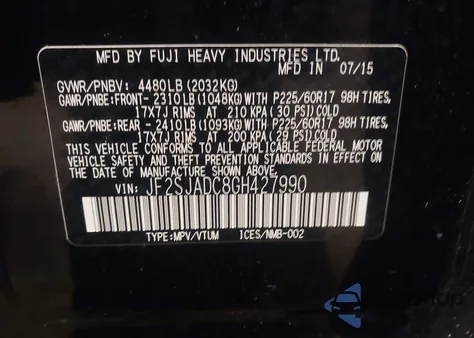 MFD BY FUJI HEAVY INDUSTRIES LTD.
MFD IN 07/15
GVWR/PNBV: 4480LB (2032KG)
GAWR/PNBE:FRONT- 2310LB (1048KG) WITH P225/60R17 98H TIRES,
17X7J RIMS AT 210 KPA (30 PSI) COLD
GAWR/PNBE:REAR - 2410LB (1093KG) WITH P225/60R17 98H TIRES,
17X7J RIMS AT 200 KPA (29 PSI) COLD
THIS VEHICLE CONFORMS TO ALL APPLICABLE FEDERAL MOTOR
VEHICLE SAFETY AND THEFT PREVENTION STANDARDS IN EFFECT ON
THE DATE OF MANUFACTURE SHOWN ABOVE.
VIN: JF2SJADC8GH427990
TYPE:MPV/VTUM ICES/NMB-002